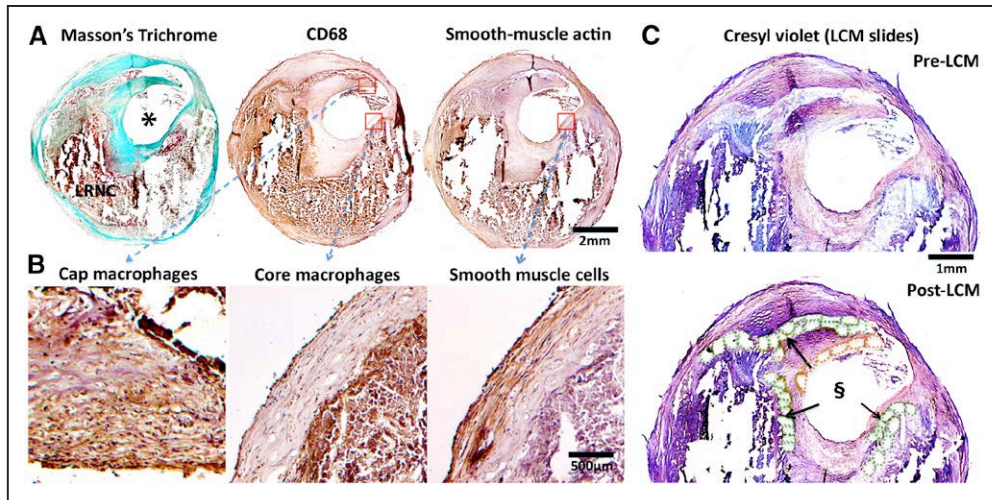 A
Masson's Trichrome
CD68
Smooth-muscle actin
*
LRNC
2mm
B
Cap macrophages
Core macrophages
Smooth muscle cells
500µm
C
Cresyl violet (LCM slides)
Pre-LCM
1mm
Post-LCM
§